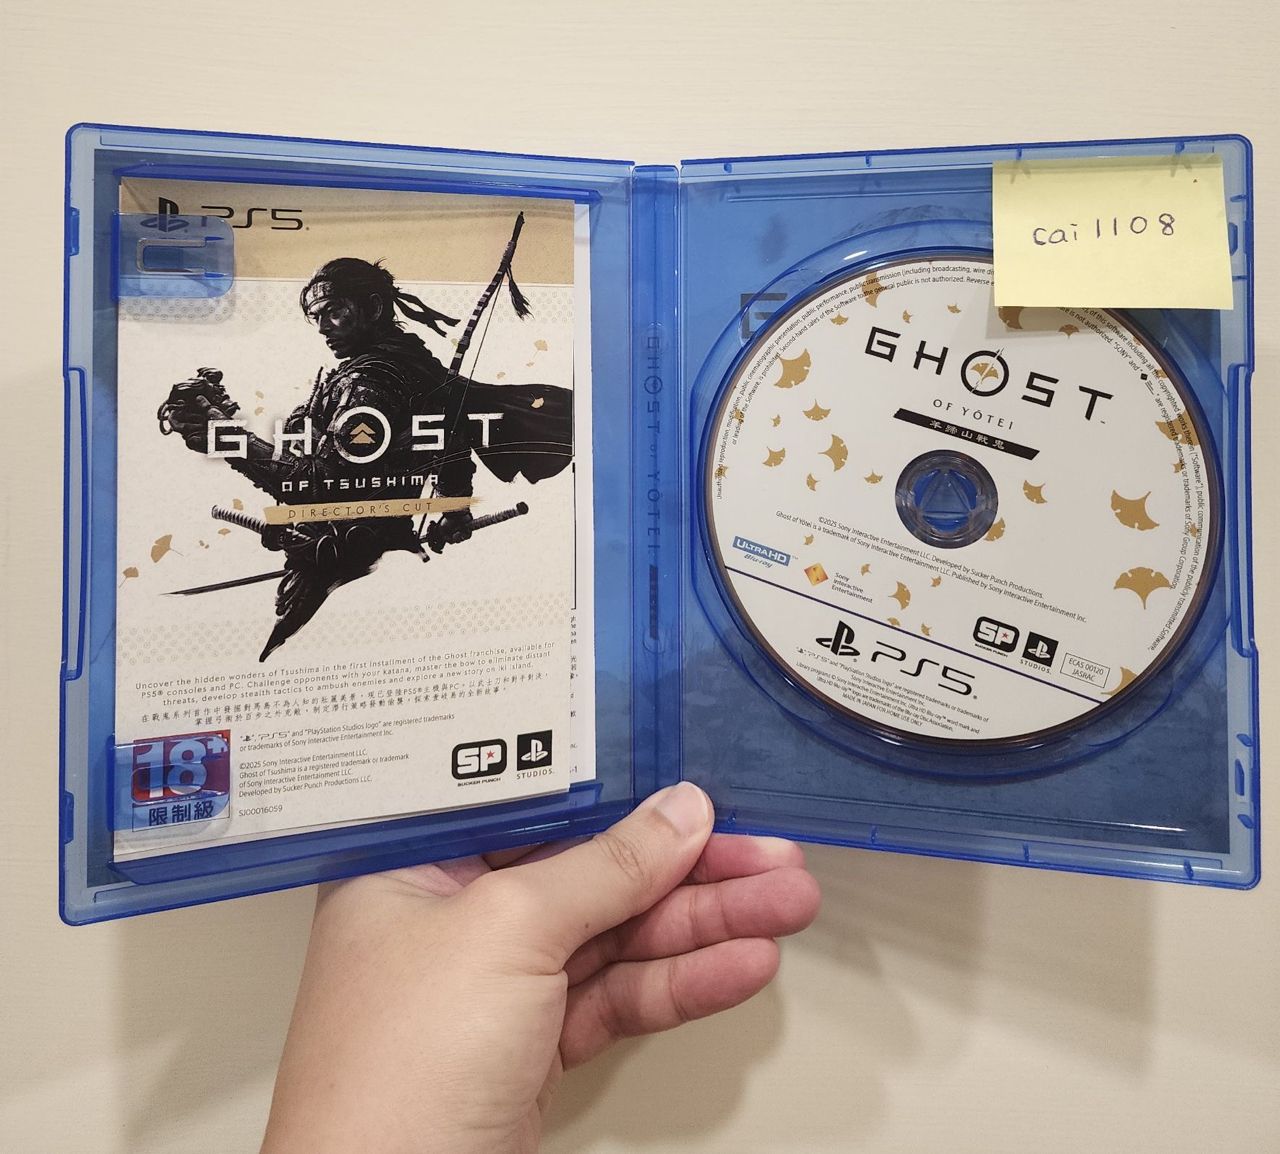 PS5
GHOST
OF TSUSHIMA
DIRECTOR'S CUT
Uncover the hidden wonders of Tsushima in the first installment of the Ghost franchise, available for
PS5® consoles and PC. Challenge opponents with your katana, master the bow to eliminate distant
threats, develop stealth tactics to ambush enemies and explore a new story on Iki Island.
"PS5" and "PlayStation Studios logo" are registered trademarks
or trademarks of Sony Interactive Entertainment Inc.
©2025 Sony Interactive Entertainment LLC.
Ghost of Tsushima is a registered trademark or trademark
of Sony Interactive Entertainment LLC.
Developed by Sucker Punch Productions LLC.
SJ00016059
18+
限制級
SP
SUCKER PUNCH
STUDIOS
GHOST OF YŌTEI
cai1108
GHOST
OF YŌTEI
羊蹄山戰鬼
©2025 Sony Interactive Entertainment LLC. Developed by Sucker Punch Productions.
Ghost of Yōtei is a trademark of Sony Interactive Entertainment LLC. Published by Sony Interactive Entertainment Inc.
ULTRA HD
Blu-ray
Sony
Interactive
Entertainment
SP
SUCKER PUNCH
STUDIOS
ECAS 00120
JASRAC
PS5
MADE IN JAPAN FOR HOME USE ONLY